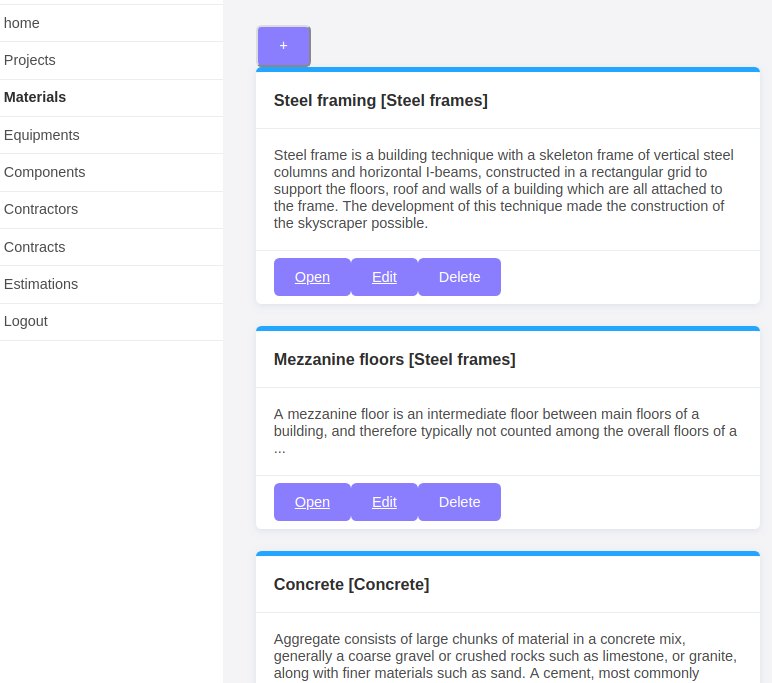 home
Projects
Materials
Equipments
Components
Contractors
Contracts
Estimations
Logout
+
Steel framing [Steel frames]
Steel frame is a building technique with a skeleton frame of vertical steel
columns and horizontal I-beams, constructed in a rectangular grid to
support the floors, roof and walls of a building which are all attached to
the frame. The development of this technique made the construction of
the skyscraper possible.
Open Edit Delete
Mezzanine floors [Steel frames]
A mezzanine floor is an intermediate floor between main floors of a
building, and therefore typically not counted among the overall floors of a
...
Open Edit Delete
Concrete [Concrete]
Aggregate consists of large chunks of material in a concrete mix,
generally a coarse gravel or crushed rocks such as limestone, or granite,
along with finer materials such as sand. A cement, most commonly